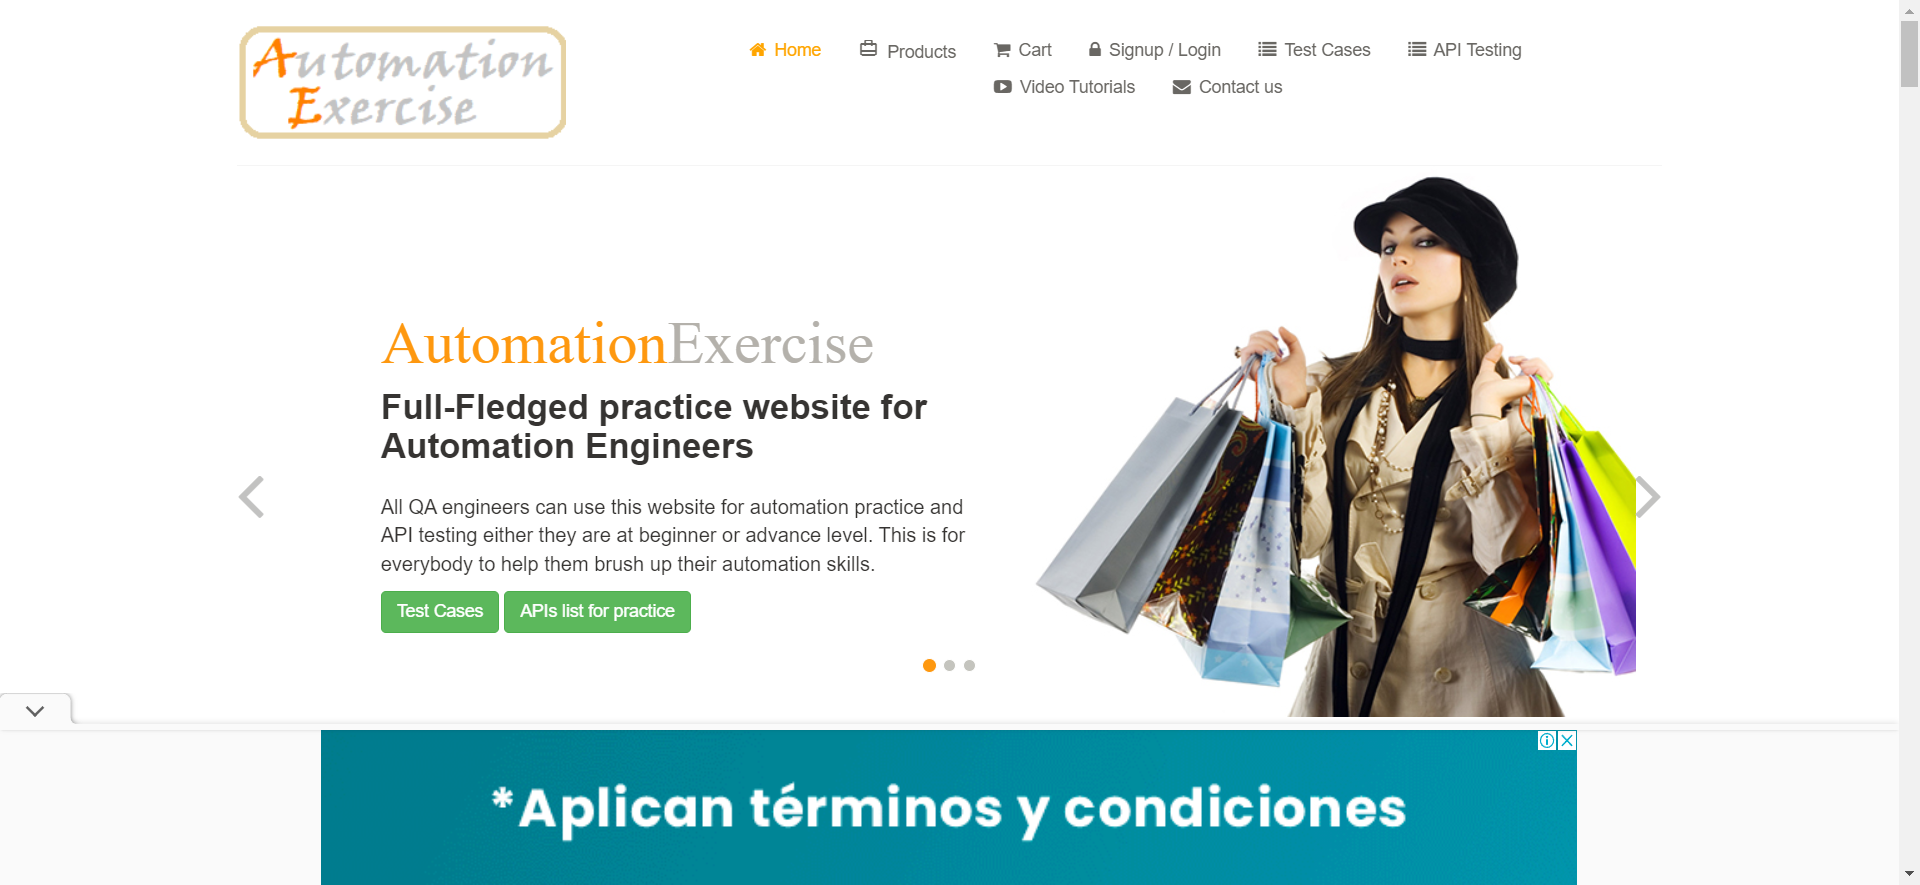 Automation
Exercise
Home
Products
Cart
Signup / Login
Test Cases
API Testing
Video Tutorials
Contact us
AutomationExercise
Full-Fledged practice website for
Automation Engineers
All QA engineers can use this website for automation practice and
API testing either they are at beginner or advance level. This is for
everybody to help them brush up their automation skills.
Test Cases
APIs list for practice
*Aplican términos y condiciones